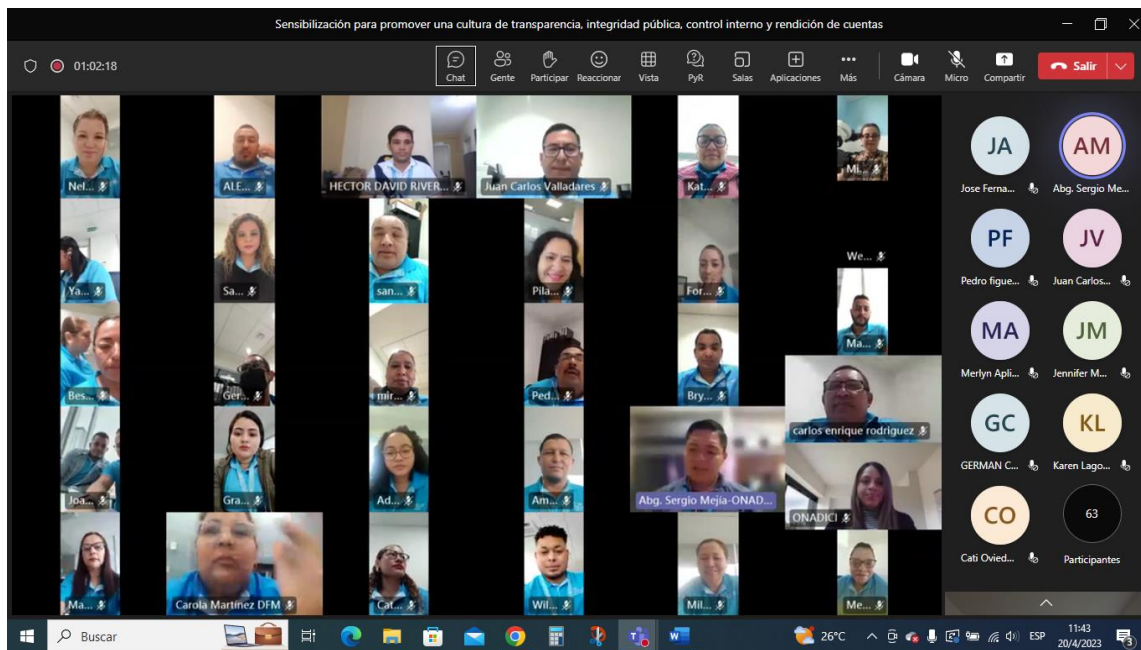 Sensibilización para promover una cultura de transparencia, integridad pública, control interno y rendición de cuentas
01:02:18
Chat
Gente
Participar
Reaccionar
Vista
PyR
Salas
Aplicaciones
Más
Cámara
Micro
Compartir
Salir
Nel...
ALE...
HECTOR DAVID RIVER...
Juan Carlos Valladares
Kat...
Mi...
Ya...
Sa...
san...
Pila...
For...
We...
Ma...
Bes...
Ger...
mir...
Ped...
Bry...
carlos enrique rodriguez
Joa...
Gra...
Ad...
Am...
Abg. Sergio Mejía-ONAD...
ONADICI
Ma...
Carola Martínez DFM
Cat...
Wil...
Mil...
Me...
JA
Jose Ferna...
AM
Abg. Sergio Me...
PF
Pedro figue...
JV
Juan Carlos...
MA
Merlyn Apli...
JM
Jennifer M...
GC
GERMAN C...
KL
Karen Lago...
CO
Cati Ovied...
63
Participantes
Buscar
26°C
ESP
11:43
20/4/2023
3